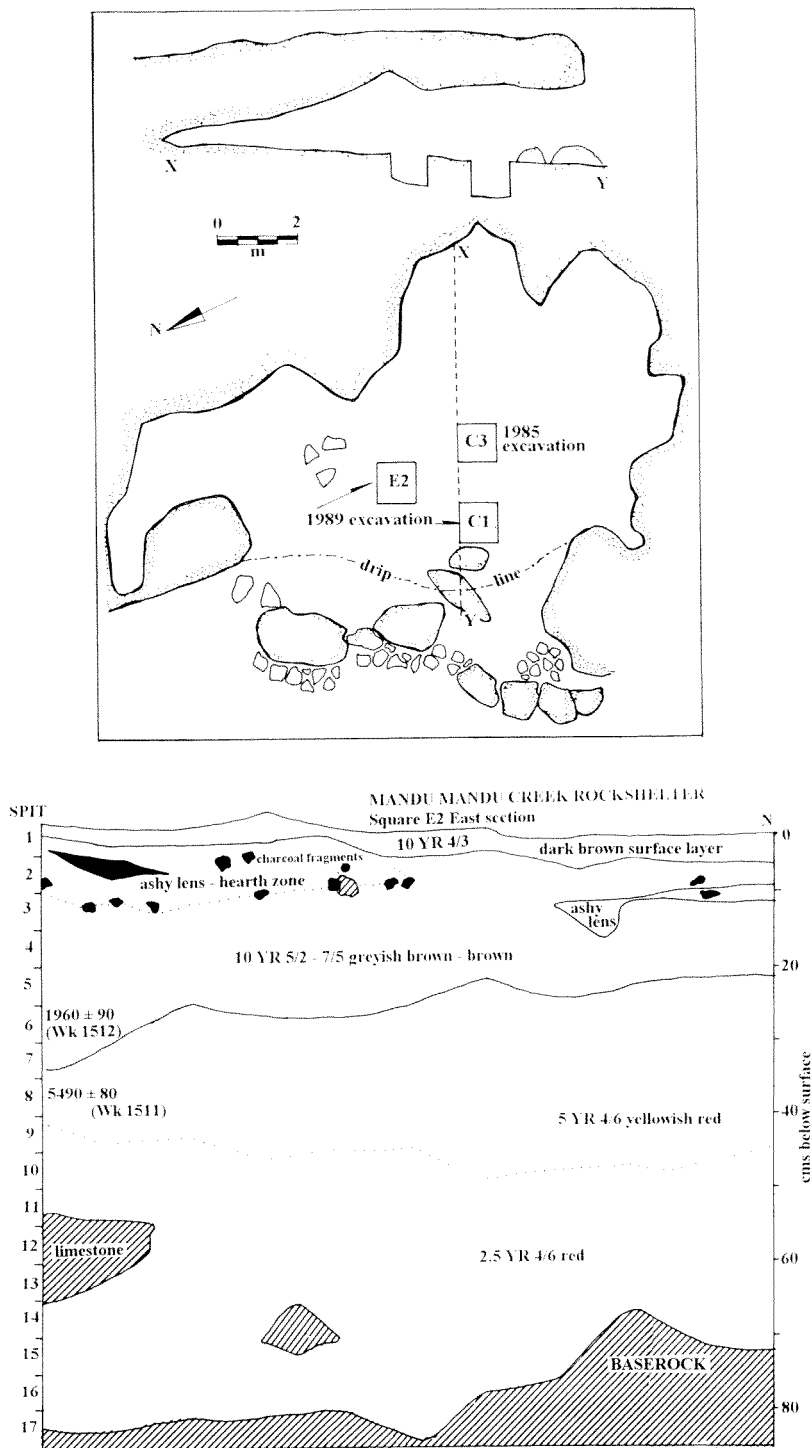 X
Y
0 2
m
X
N
C3 1985
excavation
E2
1989 excavation C1
drip line
Y
MANDU MANDU CREEK ROCKSHELTER
SPIT Square E2 East section N
1 10 YR 4/3 dark brown surface layer 0
2 charcoal fragments
ashy lens - hearth zone
3 ashy
lens
4 10 YR 5/2 - 7/5 greyish brown - brown 20
5
6 1960 ± 90
(Wk 1512)
7
8 5490 ± 80
(Wk 1511) 5 YR 4/6 yellowish red 40
9
cms below surface
10
11
12 limestone 2.5 YR 4/6 red 60
13
14
15 BASEROCK
16
17 80